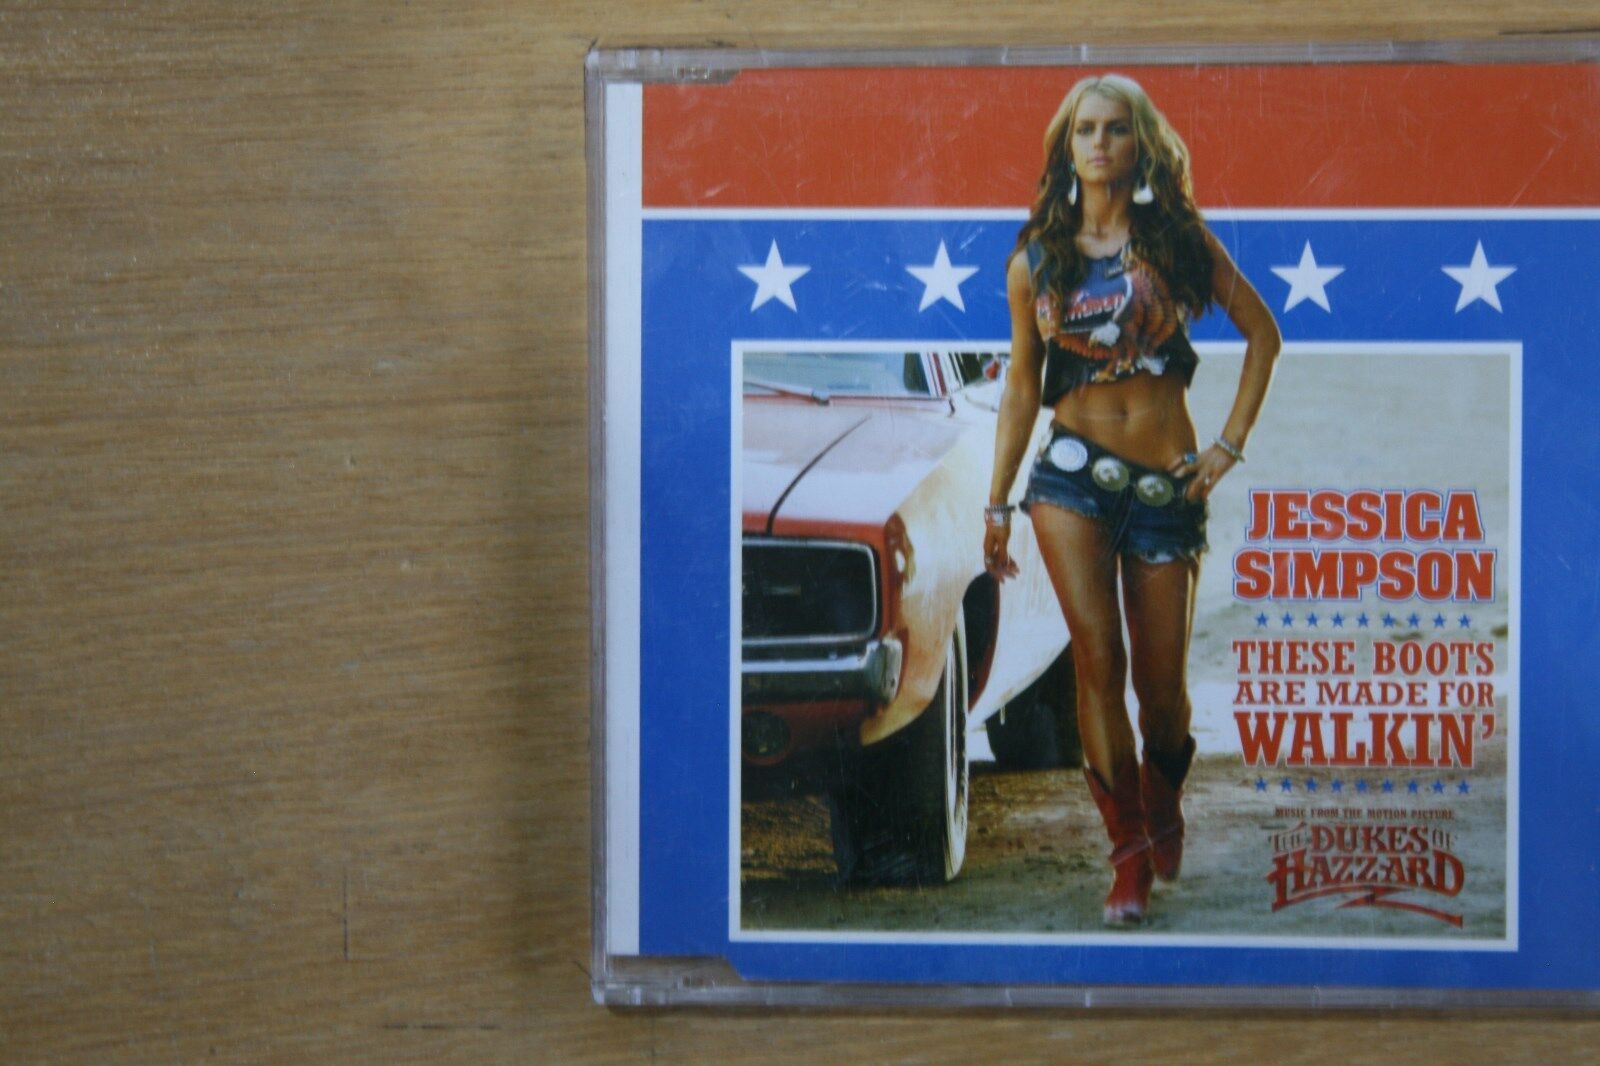 JESSICA
SIMPSON
THESE BOOTS
ARE MADE FOR
WALKIN'
MUSIC FROM THE MOTION PICTURE
THE DUKES OF
HAZZARD